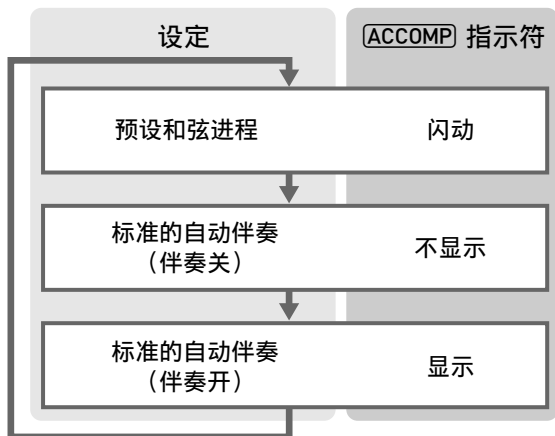 设定
ACCOMP 指示符
预设和弦进程
闪动
标准的自动伴奏
（伴奏关）
不显示
标准的自动伴奏
（伴奏开）
显示